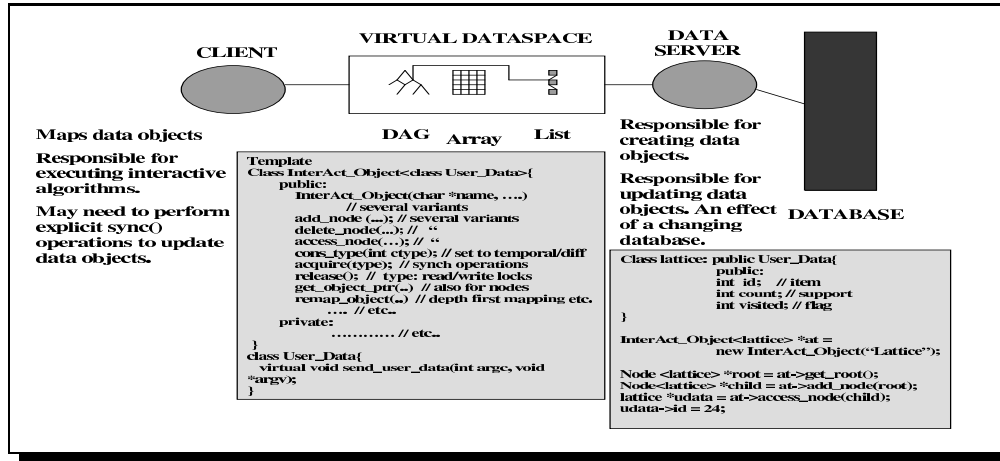 CLIENT
VIRTUAL DATASPACE
DATA
SERVER
DAG
Array
List
DATABASE
Maps data objects
Responsible for
executing interactive
algorithms.
May need to perform
explicit sync()
operations to update
data objects.
Responsible for
creating data
objects.
Responsible for
updating data
objects. An effect
of a changing
database.
Template
Class InterAct_Object<class User_Data>{
public:
InterAct_Object(char *name, ….)
// several variants
add_node (...); // several variants
delete_node(...); // “
access_node(…); // “
cons_type(int ctype); // set to temporal/diff
acquire(type); // synch operations
release(); // type: read/write locks
get_object_ptr(..) // also for nodes
remap_object(..) // depth first mapping etc.
…. // etc..
private:
………… // etc..
}
class User_Data{
virtual void send_user_data(int argc, void
*argv);
}
Class lattice: public User_Data{
public:
int id; // item
int count; // support
int visited; // flag
}
InterAct_Object<lattice> *at =
new InterAct_Object(“Lattice”);
Node <lattice> *root = at->get_root();
Node<lattice> *child = at->add_node(root);
lattice *udata = at->access_node(child);
udata->id = 24;